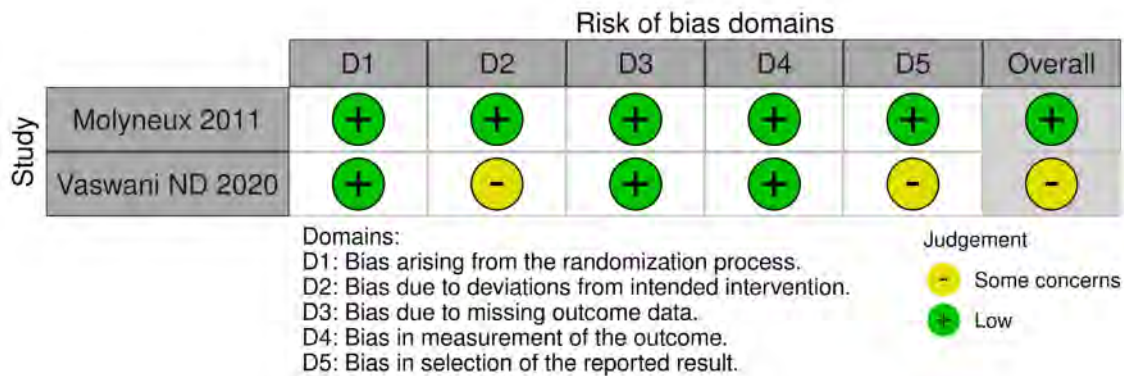 Risk of bias domains
D1 D2 D3 D4 D5 Overall
Study
Molyneux 2011 + + + + + +
Vaswani ND 2020 + - + + - -
Domains:
D1: Bias arising from the randomization process.
D2: Bias due to deviations from intended intervention.
D3: Bias due to missing outcome data.
D4: Bias in measurement of the outcome.
D5: Bias in selection of the reported result.
Judgement
- Some concerns
+ Low